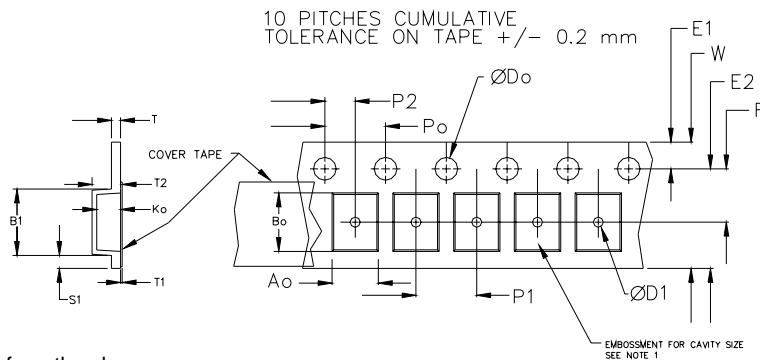 10 PITCHES CUMULATIVE
TOLERANCE ON TAPE +/- 0.2 mm
E1
W
ØDo
E2
P2
F
T
Po
COVER TAPE
T2
B1
Ko
Bo
Ao
S1
T1
P1
ØD1
EMBOSSMENT FOR CAVITY SIZE
SEE NOTE 1